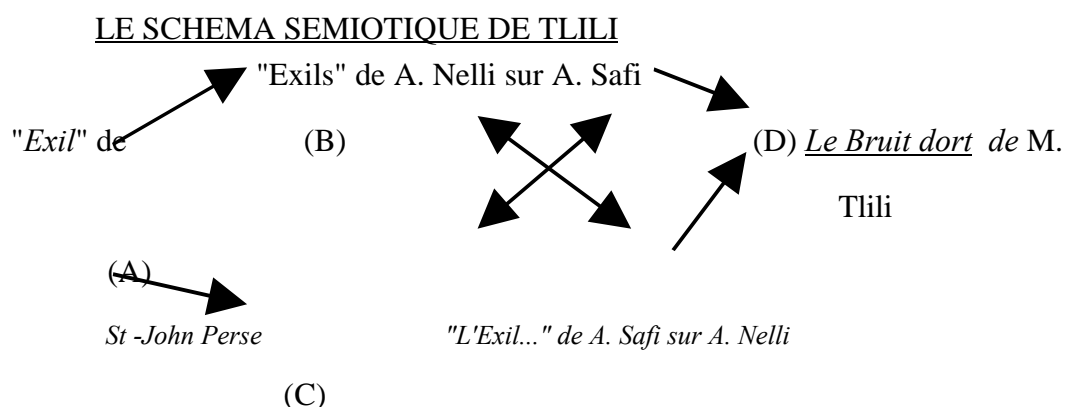 LE SCHEMA SEMIOTIQUE DE TLILI
"Exils" de A. Nelli sur A. Safi
"Exil" de (B) (D) Le Bruit dort de M.
Tlili
(A)
St -John Perse "L'Exil..." de A. Safi sur A. Nelli
(C)